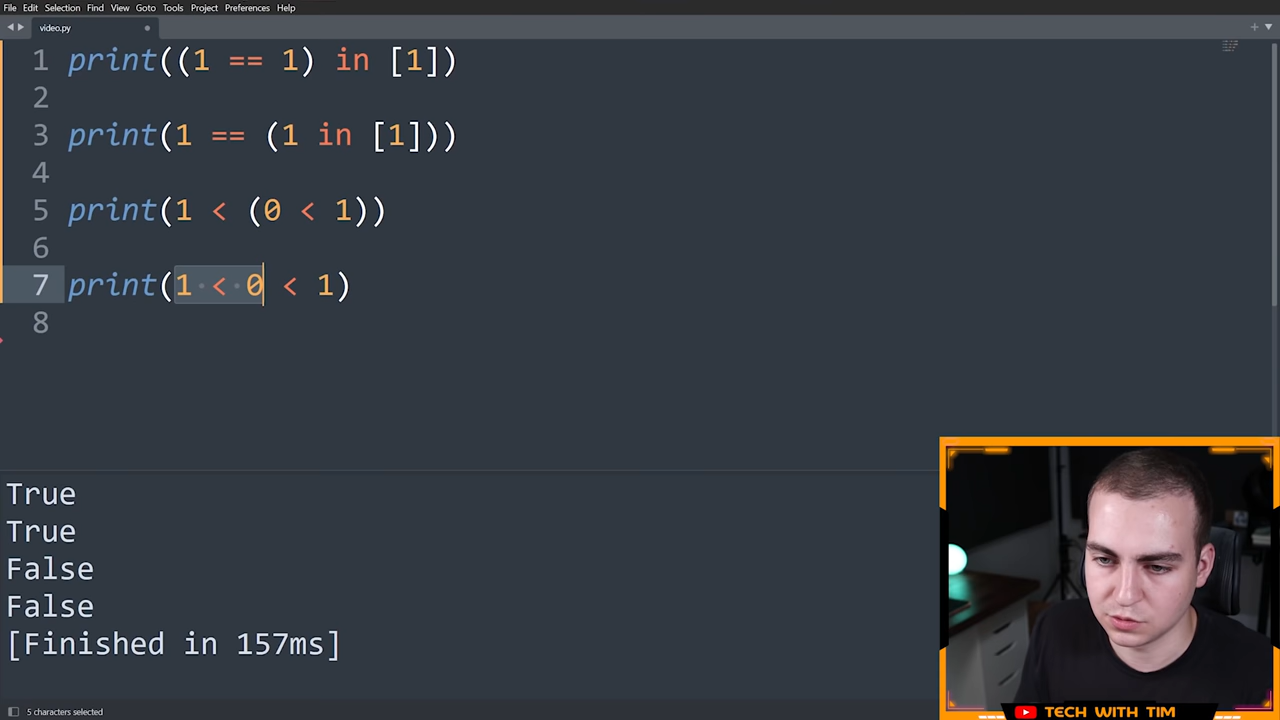 File Edit Selection Find View Goto Tools Project Preferences Help
video.py
1 print((1 == 1) in [1])
2
3 print(1 == (1 in [1]))
4
5 print(1 < (0 < 1))
6
7 print(1 < 0 < 1)
8
True
True
False
False
[Finished in 157ms]
5 characters selected
TECH WITH TIM